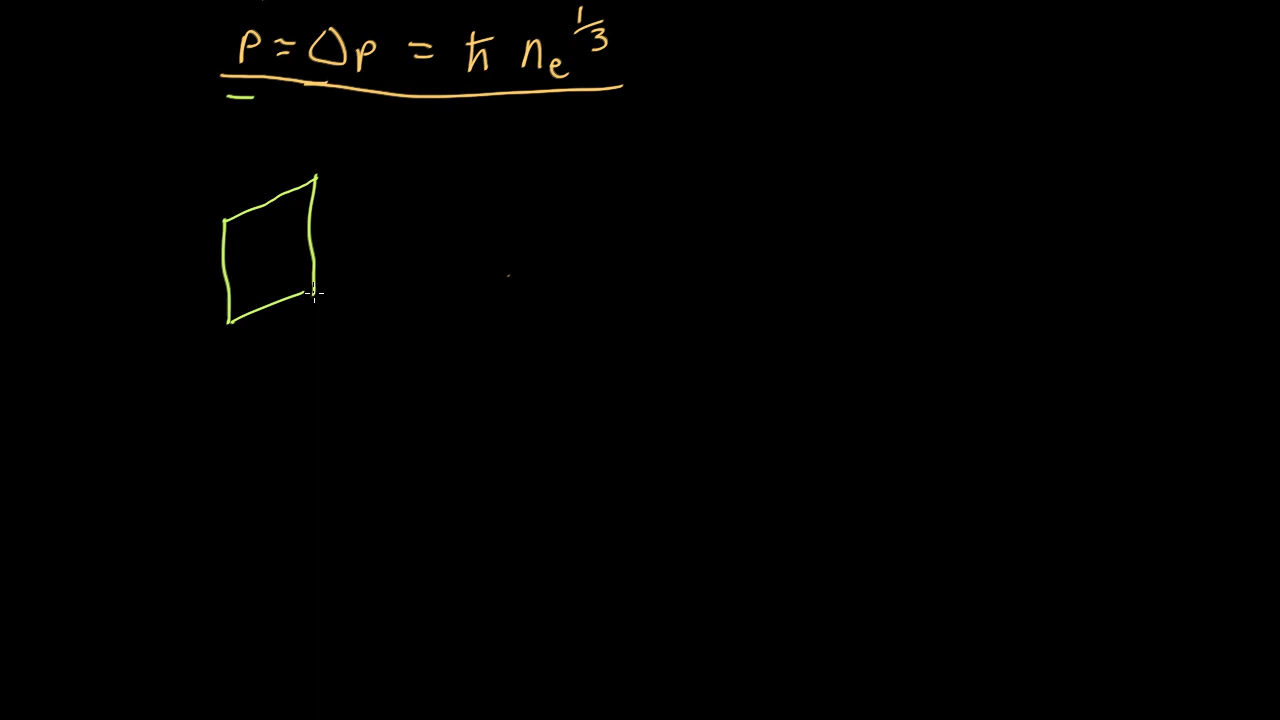 p ≈ Δp = ħ nₑ^{1/3}